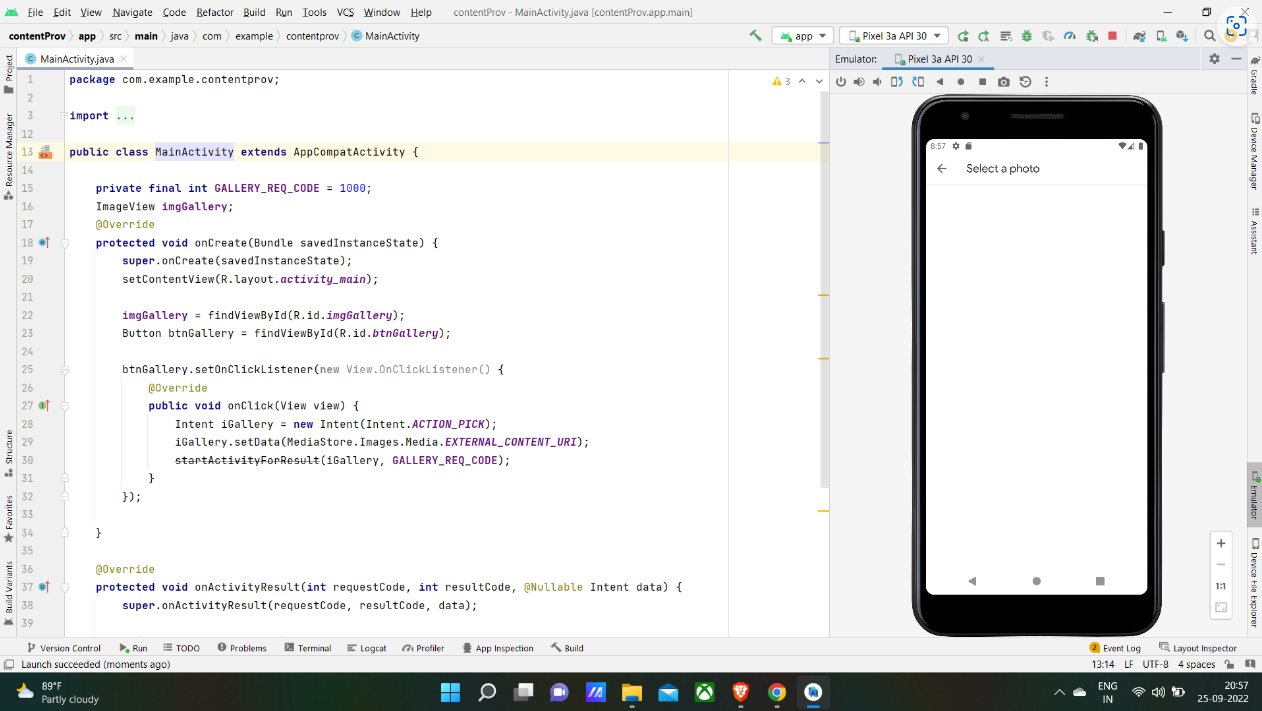 File Edit View Navigate Code Refactor Build Run Tools VCS Window Help contentProv - MainActivity.java [contentProv.app.main]
contentProv app src main java com example contentprov MainActivity app Pixel 3a API 30
MainActivity.java Emulator: Pixel 3a API 30
Project
Resource Manager
Structure
Favorites
Build Variants
1 package com.example.contentprov;
3
2
3 import ...
12
13 public class MainActivity extends AppCompatActivity {
14
15 private final int GALLERY_REQ_CODE = 1000;
16 ImageView imgGallery;
17 @Override
18 protected void onCreate(Bundle savedInstanceState) {
19 super.onCreate(savedInstanceState);
20 setContentView(R.layout.activity_main);
21
22 imgGallery = findViewById(R.id.imgGallery);
23 Button btnGallery = findViewById(R.id.btnGallery);
24
25 btnGallery.setOnClickListener(new View.OnClickListener() {
26 @Override
27 public void onClick(View view) {
28 Intent iGallery = new Intent(Intent.ACTION_PICK);
29 iGallery.setData(MediaStore.Images.Media.EXTERNAL_CONTENT_URI);
30 startActivityForResult(iGallery, GALLERY_REQ_CODE);
31 }
32 });
33
34 }
35
36 @Override
37 protected void onActivityResult(int requestCode, int resultCode, @Nullable Intent data) {
38 super.onActivityResult(requestCode, resultCode, data);
39
8:57
Select a photo
1:1
Gradle
Device Manager
Assistant
Emulator
Device File Explorer
Version Control Run TODO Problems Terminal Logcat Profiler App Inspection Build 2 Event Log Layout Inspector
Launch succeeded (moments ago) 13:14 LF UTF-8 4 spaces
89°F
Partly cloudy
ENG
IN
20:57
25-09-2022